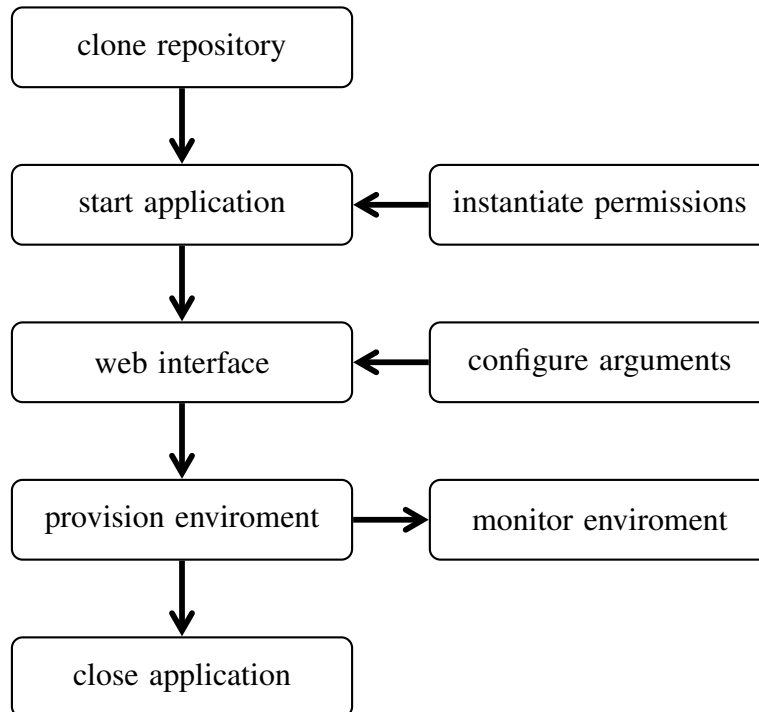 clone repository
start application
instantiate permissions
web interface
configure arguments
provision enviroment
monitor enviroment
close application